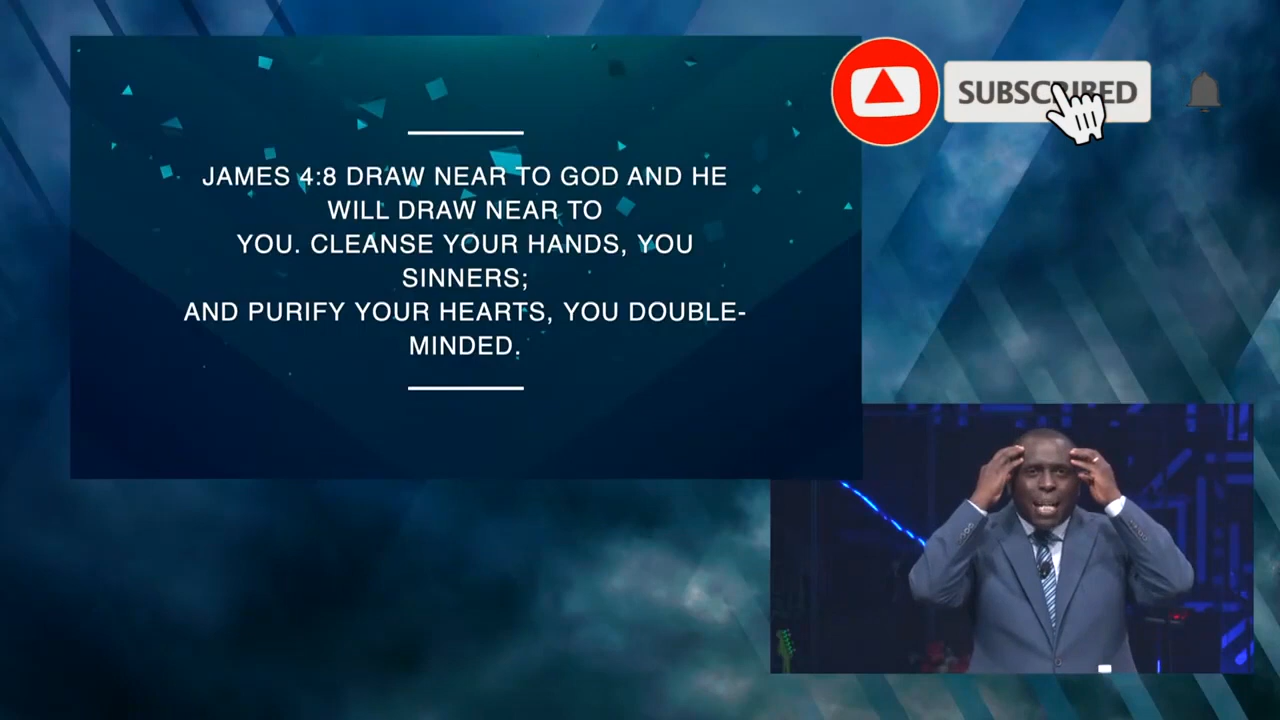 JAMES 4:8 DRAW NEAR TO GOD AND HE
WILL DRAW NEAR TO
YOU. CLEANSE YOUR HANDS, YOU
SINNERS;
AND PURIFY YOUR HEARTS, YOU DOUBLE-
MINDED.
SUBSCRIBED